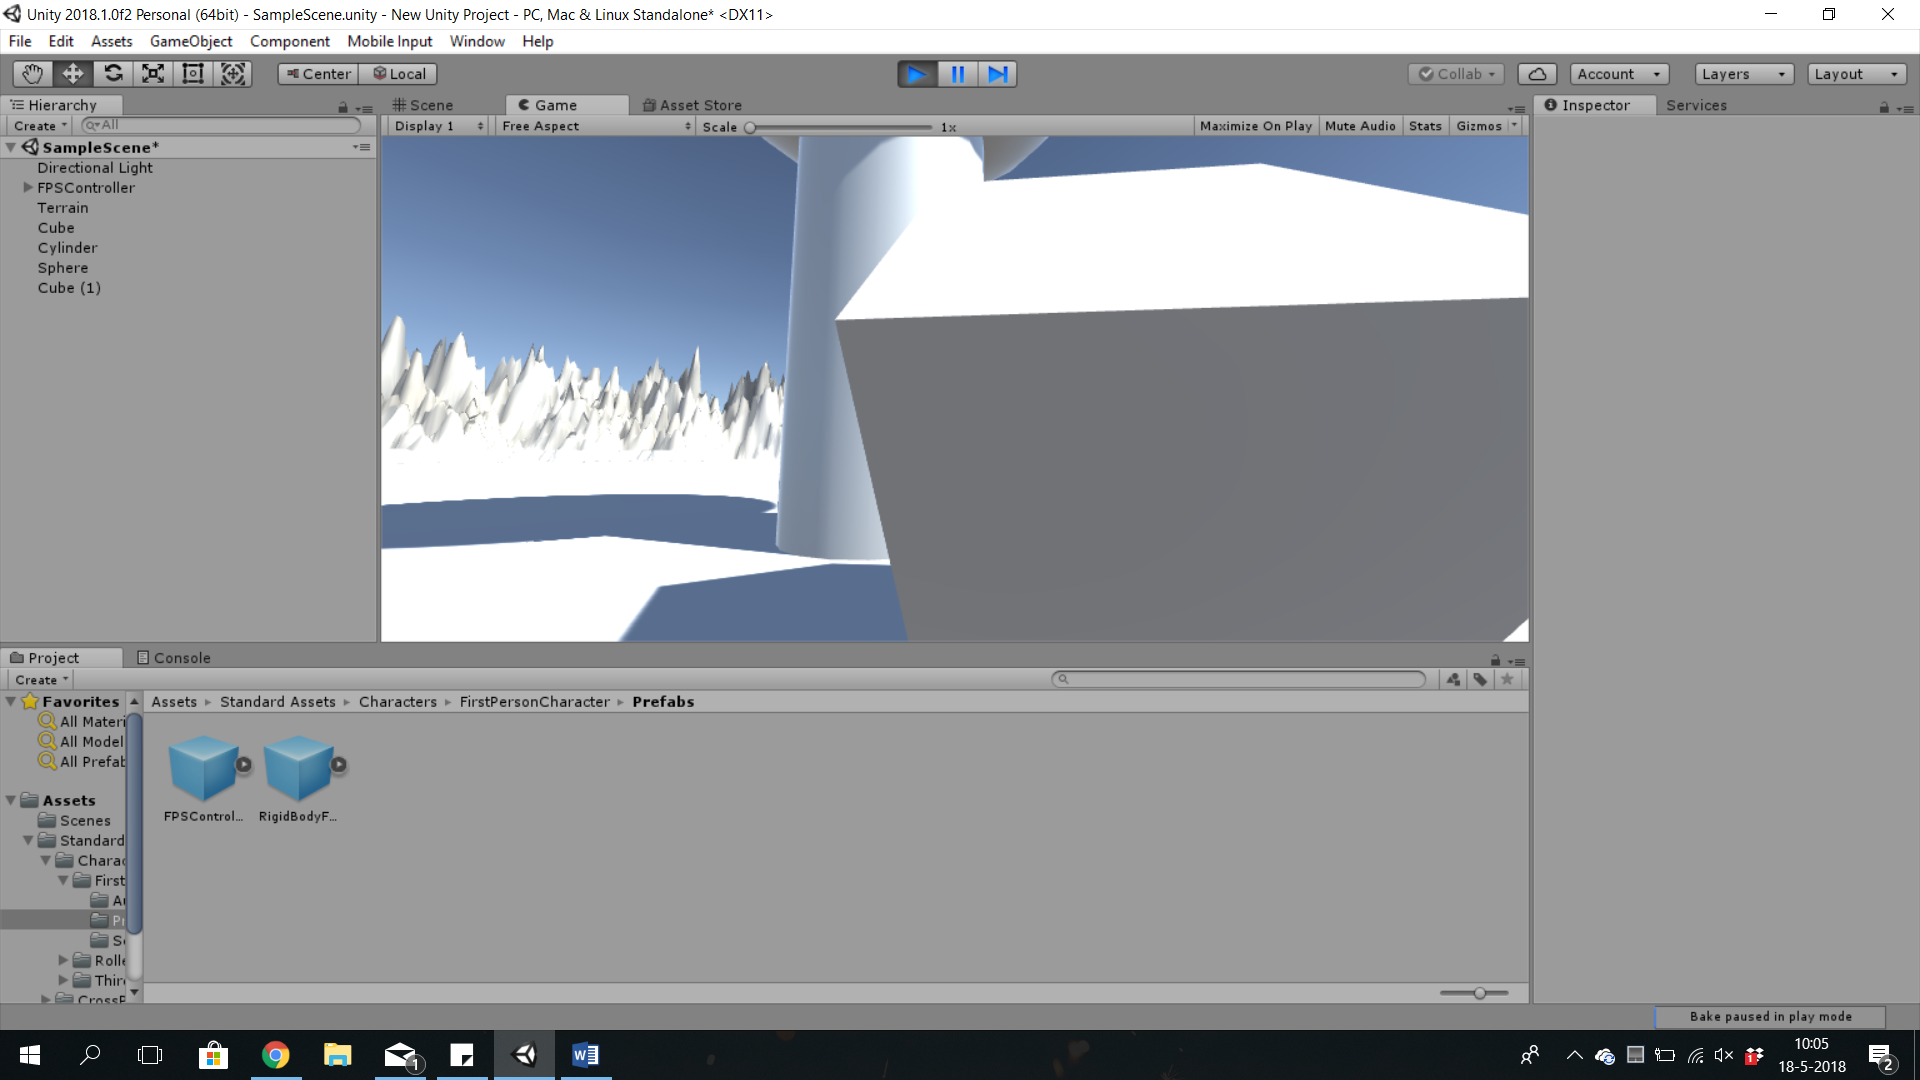 Unity 2018.1.0f2 Personal (64bit) - SampleScene.unity - New Unity Project - PC, Mac & Linux Standalone* <DX11>
File Edit Assets GameObject Component Mobile Input Window Help
Center Local Collab Account Layers Layout
Hierarchy
Create All
SampleScene*
Directional Light
FPSController
Terrain
Cube
Cylinder
Sphere
Cube (1)
Scene Game Asset Store
Display 1 Free Aspect Scale 1x Maximize On Play Mute Audio Stats Gizmos
Inspector Services
Project Console
Create
Favorites
All Materi
All Model
All Prefab
Assets
Scenes
Standard
Charac
First
Au
Pr
Sc
Rolle
Thir
CrossP
Assets Standard Assets Characters FirstPersonCharacter Prefabs
FPSControl... RigidBodyF...
Bake paused in play mode
1
W
1
10:05
18-5-2018
2